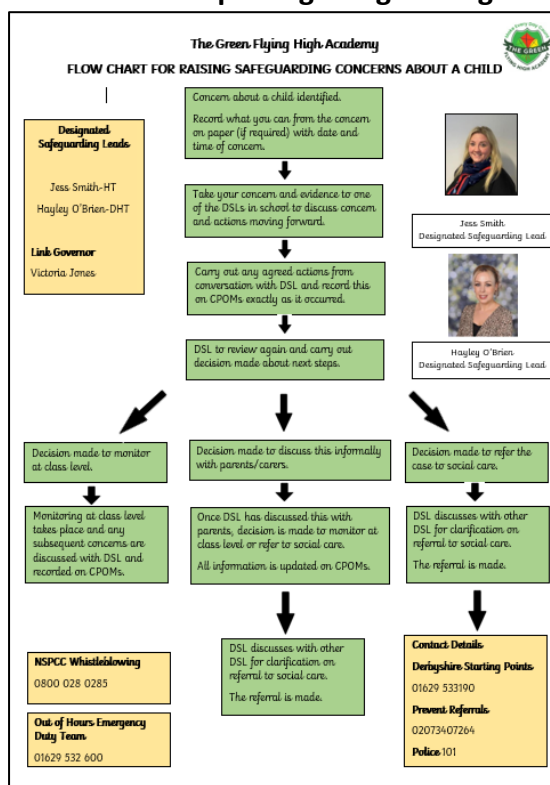 The Green Flying High Academy
FLOW CHART FOR RAISING SAFEGUARDING CONCERNS ABOUT A CHILD
THE GREEN
FLYING HIGH ACADEMY
Designated
Safeguarding Leads
Jess Smith-HT
Hayley O'Brien-DHT
Link Governor
Victoria Jones
Concern about a child identified.
Record what you can from the concern
on paper (if required) with date and
time of concern.
Take your concern and evidence to one
of the DSLs in school to discuss concern
and actions moving forward.
Carry out any agreed actions from
conversation with DSL and record this
on CPOMs exactly as it occurred.
DSL to review again and carry out
decision made about next steps.
Jess Smith
Designated Safeguarding Lead
Hayley O'Brien
Designated Safeguarding Lead
Decision made to monitor
at class level.
Monitoring at class level
takes place and any
subsequent concerns are
discussed with DSL and
recorded on CPOMs.
Decision made to discuss this informally
with parents/carers.
Once DSL has discussed this with
parents, decision is made to monitor at
class level or refer to social care.
All information is updated on CPOMs.
DSL discusses with other
DSL for clarification on
referral to social care.
The referral is made.
Decision made to refer the
case to social care.
DSL discusses with other
DSL for clarification on
referral to social care.
The referral is made.
NSPCC Whistleblowing
0800 028 0285
Out of Hours Emergency
Duty Team
01629 532 600
Contact Details
Derbyshire Starting Points
01629 533190
Prevent Referrals
02073407264
Police 101